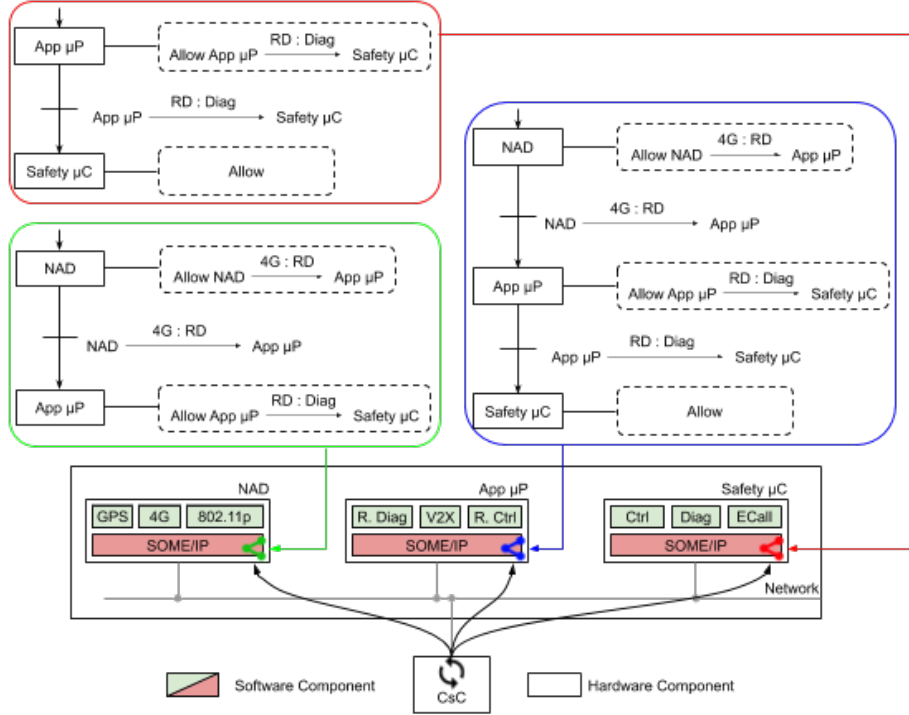 App μP
RD : Diag
Allow App μP
Safety μC
RD : Diag
App μP
Safety μC
Safety μC
Allow
NAD
4G : RD
Allow NAD
App μP
4G : RD
NAD
App μP
App μP
RD : Diag
Allow App μP
Safety μC
NAD
4G : RD
Allow NAD
App μP
4G : RD
NAD
App μP
App μP
RD : Diag
Allow App μP
Safety μC
RD : Diag
App μP
Safety μC
Safety μC
Allow
NAD
GPS
4G
802.11p
SOME/IP
App μP
R. Diag
V2X
R. Ctrl
SOME/IP
Safety μC
Ctrl
Diag
ECall
SOME/IP
Network
CsC
Software Component
Hardware Component